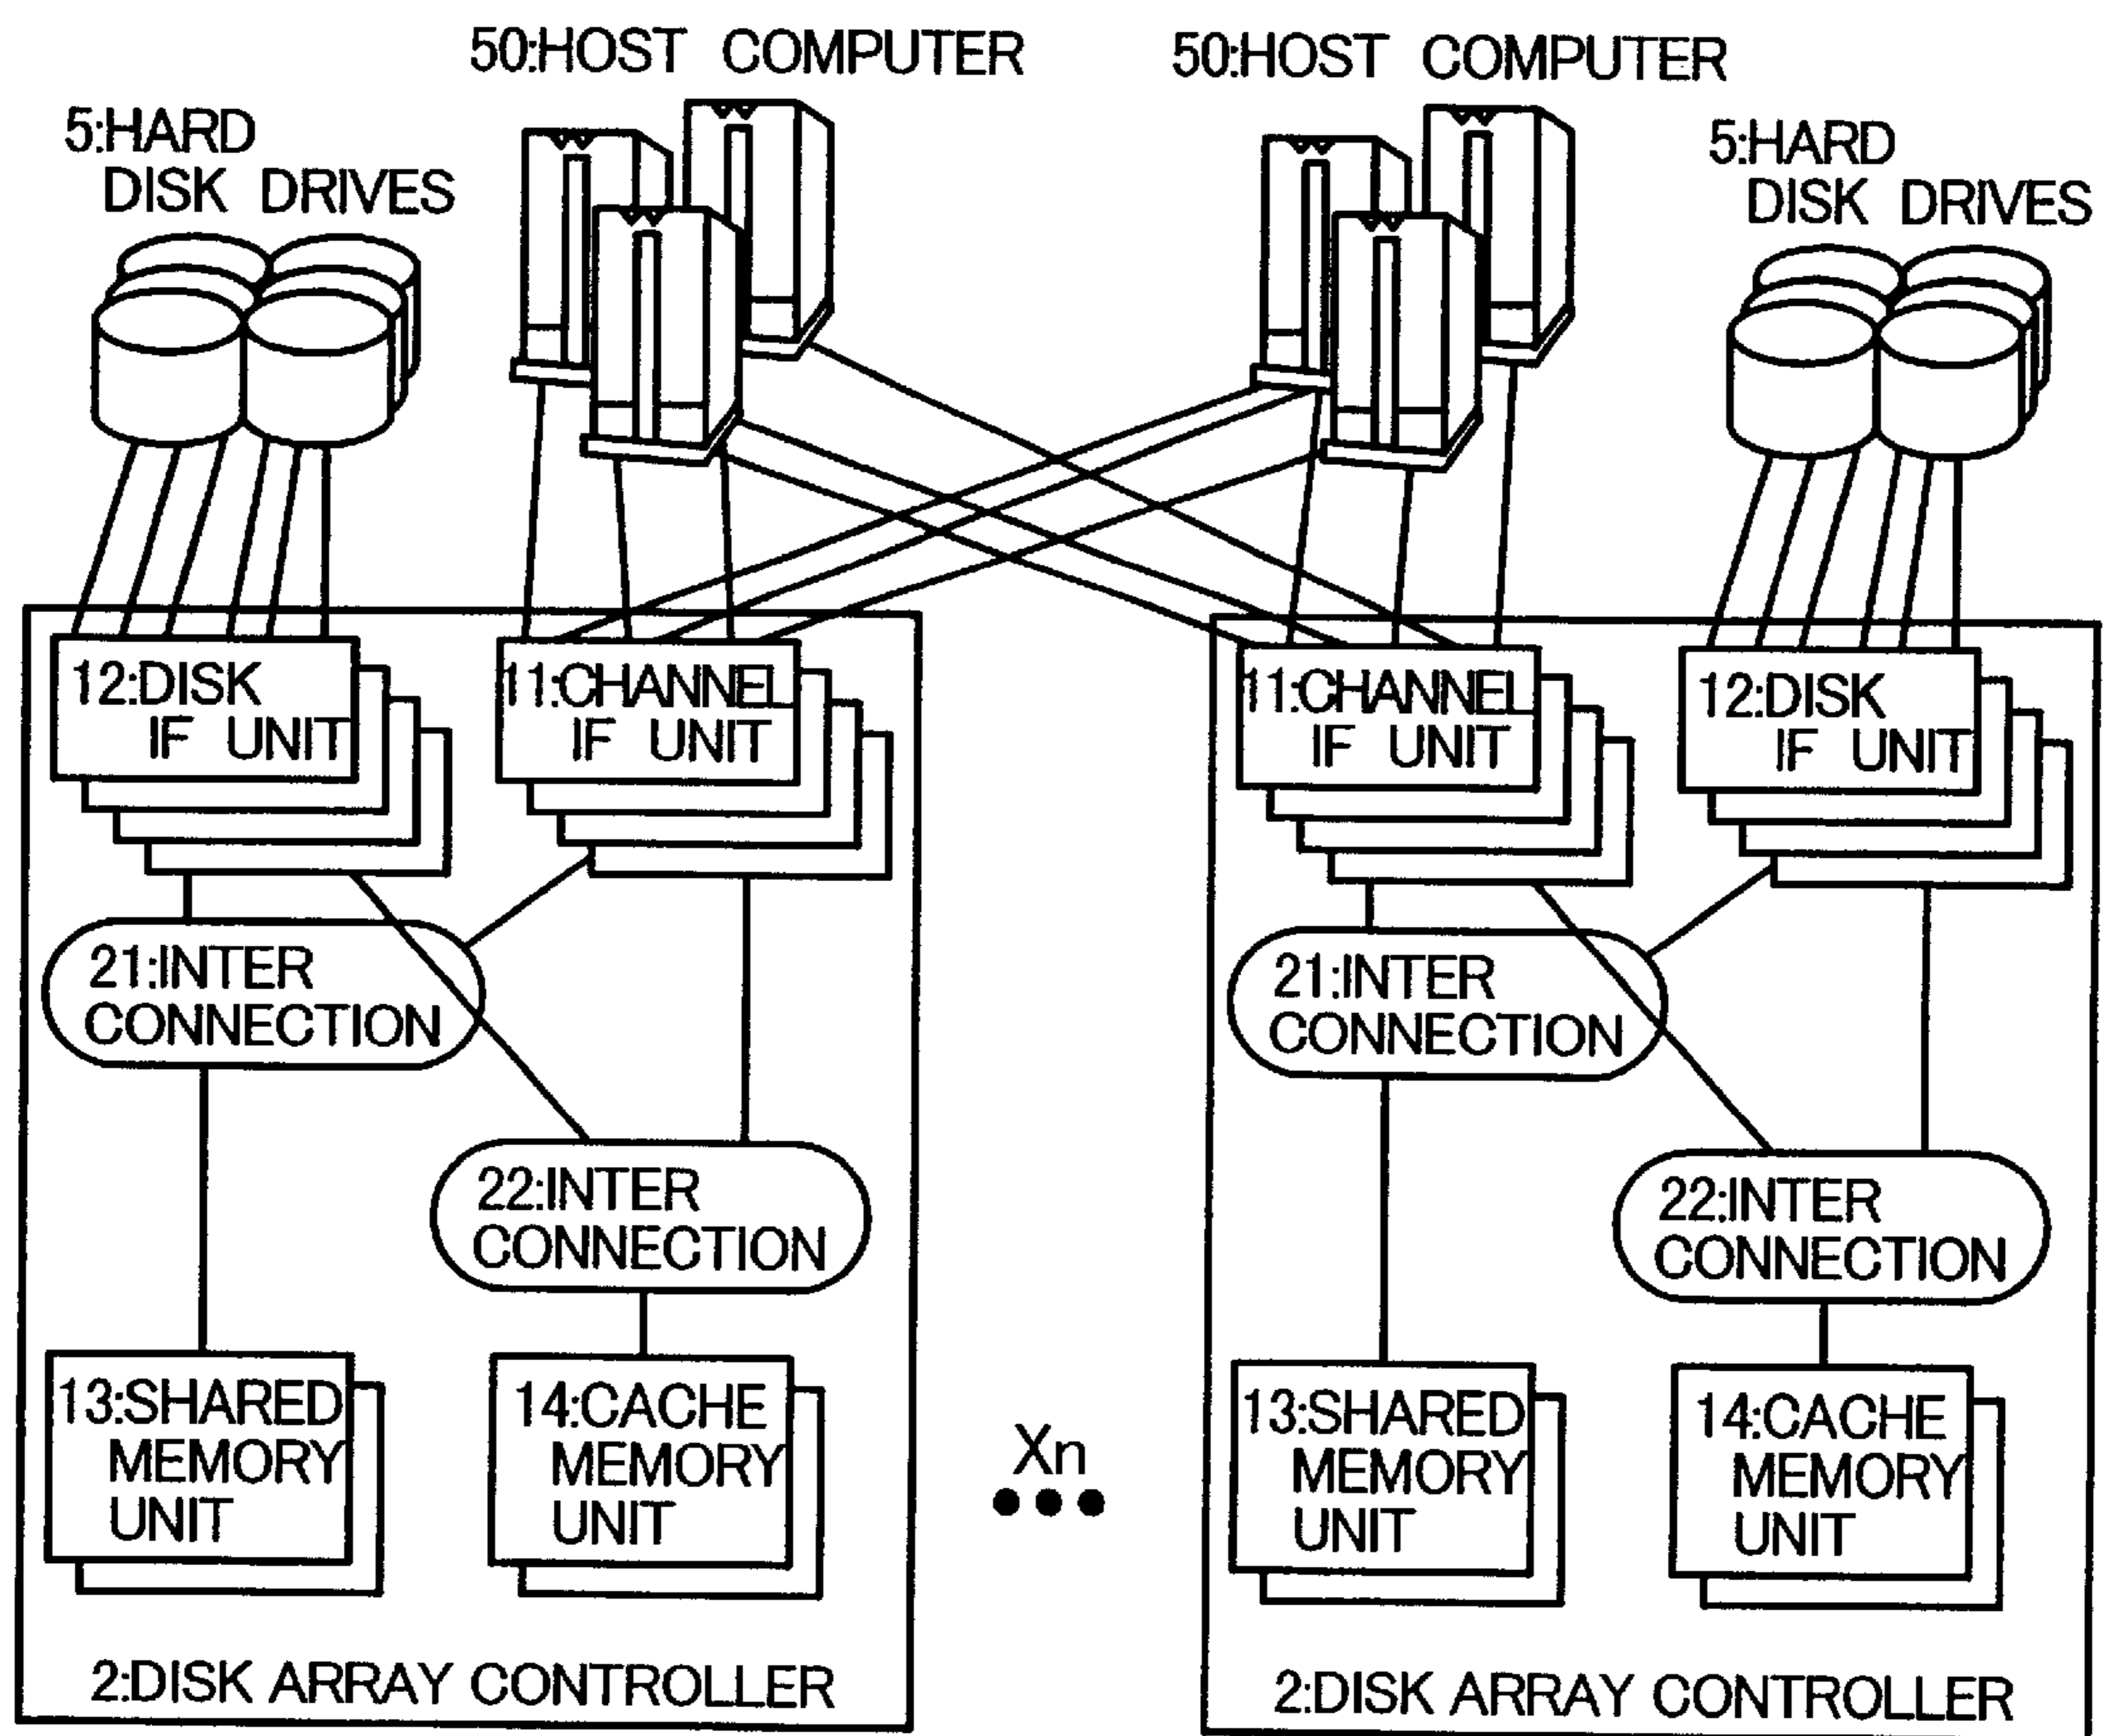 50:HOST COMPUTER
50:HOST COMPUTER
5:HARD
DISK DRIVES
5:HARD
DISK DRIVES
12:DISK
IF UNIT
11:CHANNEL
IF UNIT
11:CHANNEL
IF UNIT
12:DISK
IF UNIT
21:INTER
CONNECTION
21:INTER
CONNECTION
22:INTER
CONNECTION
22:INTER
CONNECTION
13:SHARED
MEMORY
UNIT
14:CACHE
MEMORY
UNIT
Xn
13:SHARED
MEMORY
UNIT
14:CACHE
MEMORY
UNIT
2:DISK ARRAY CONTROLLER
2:DISK ARRAY CONTROLLER